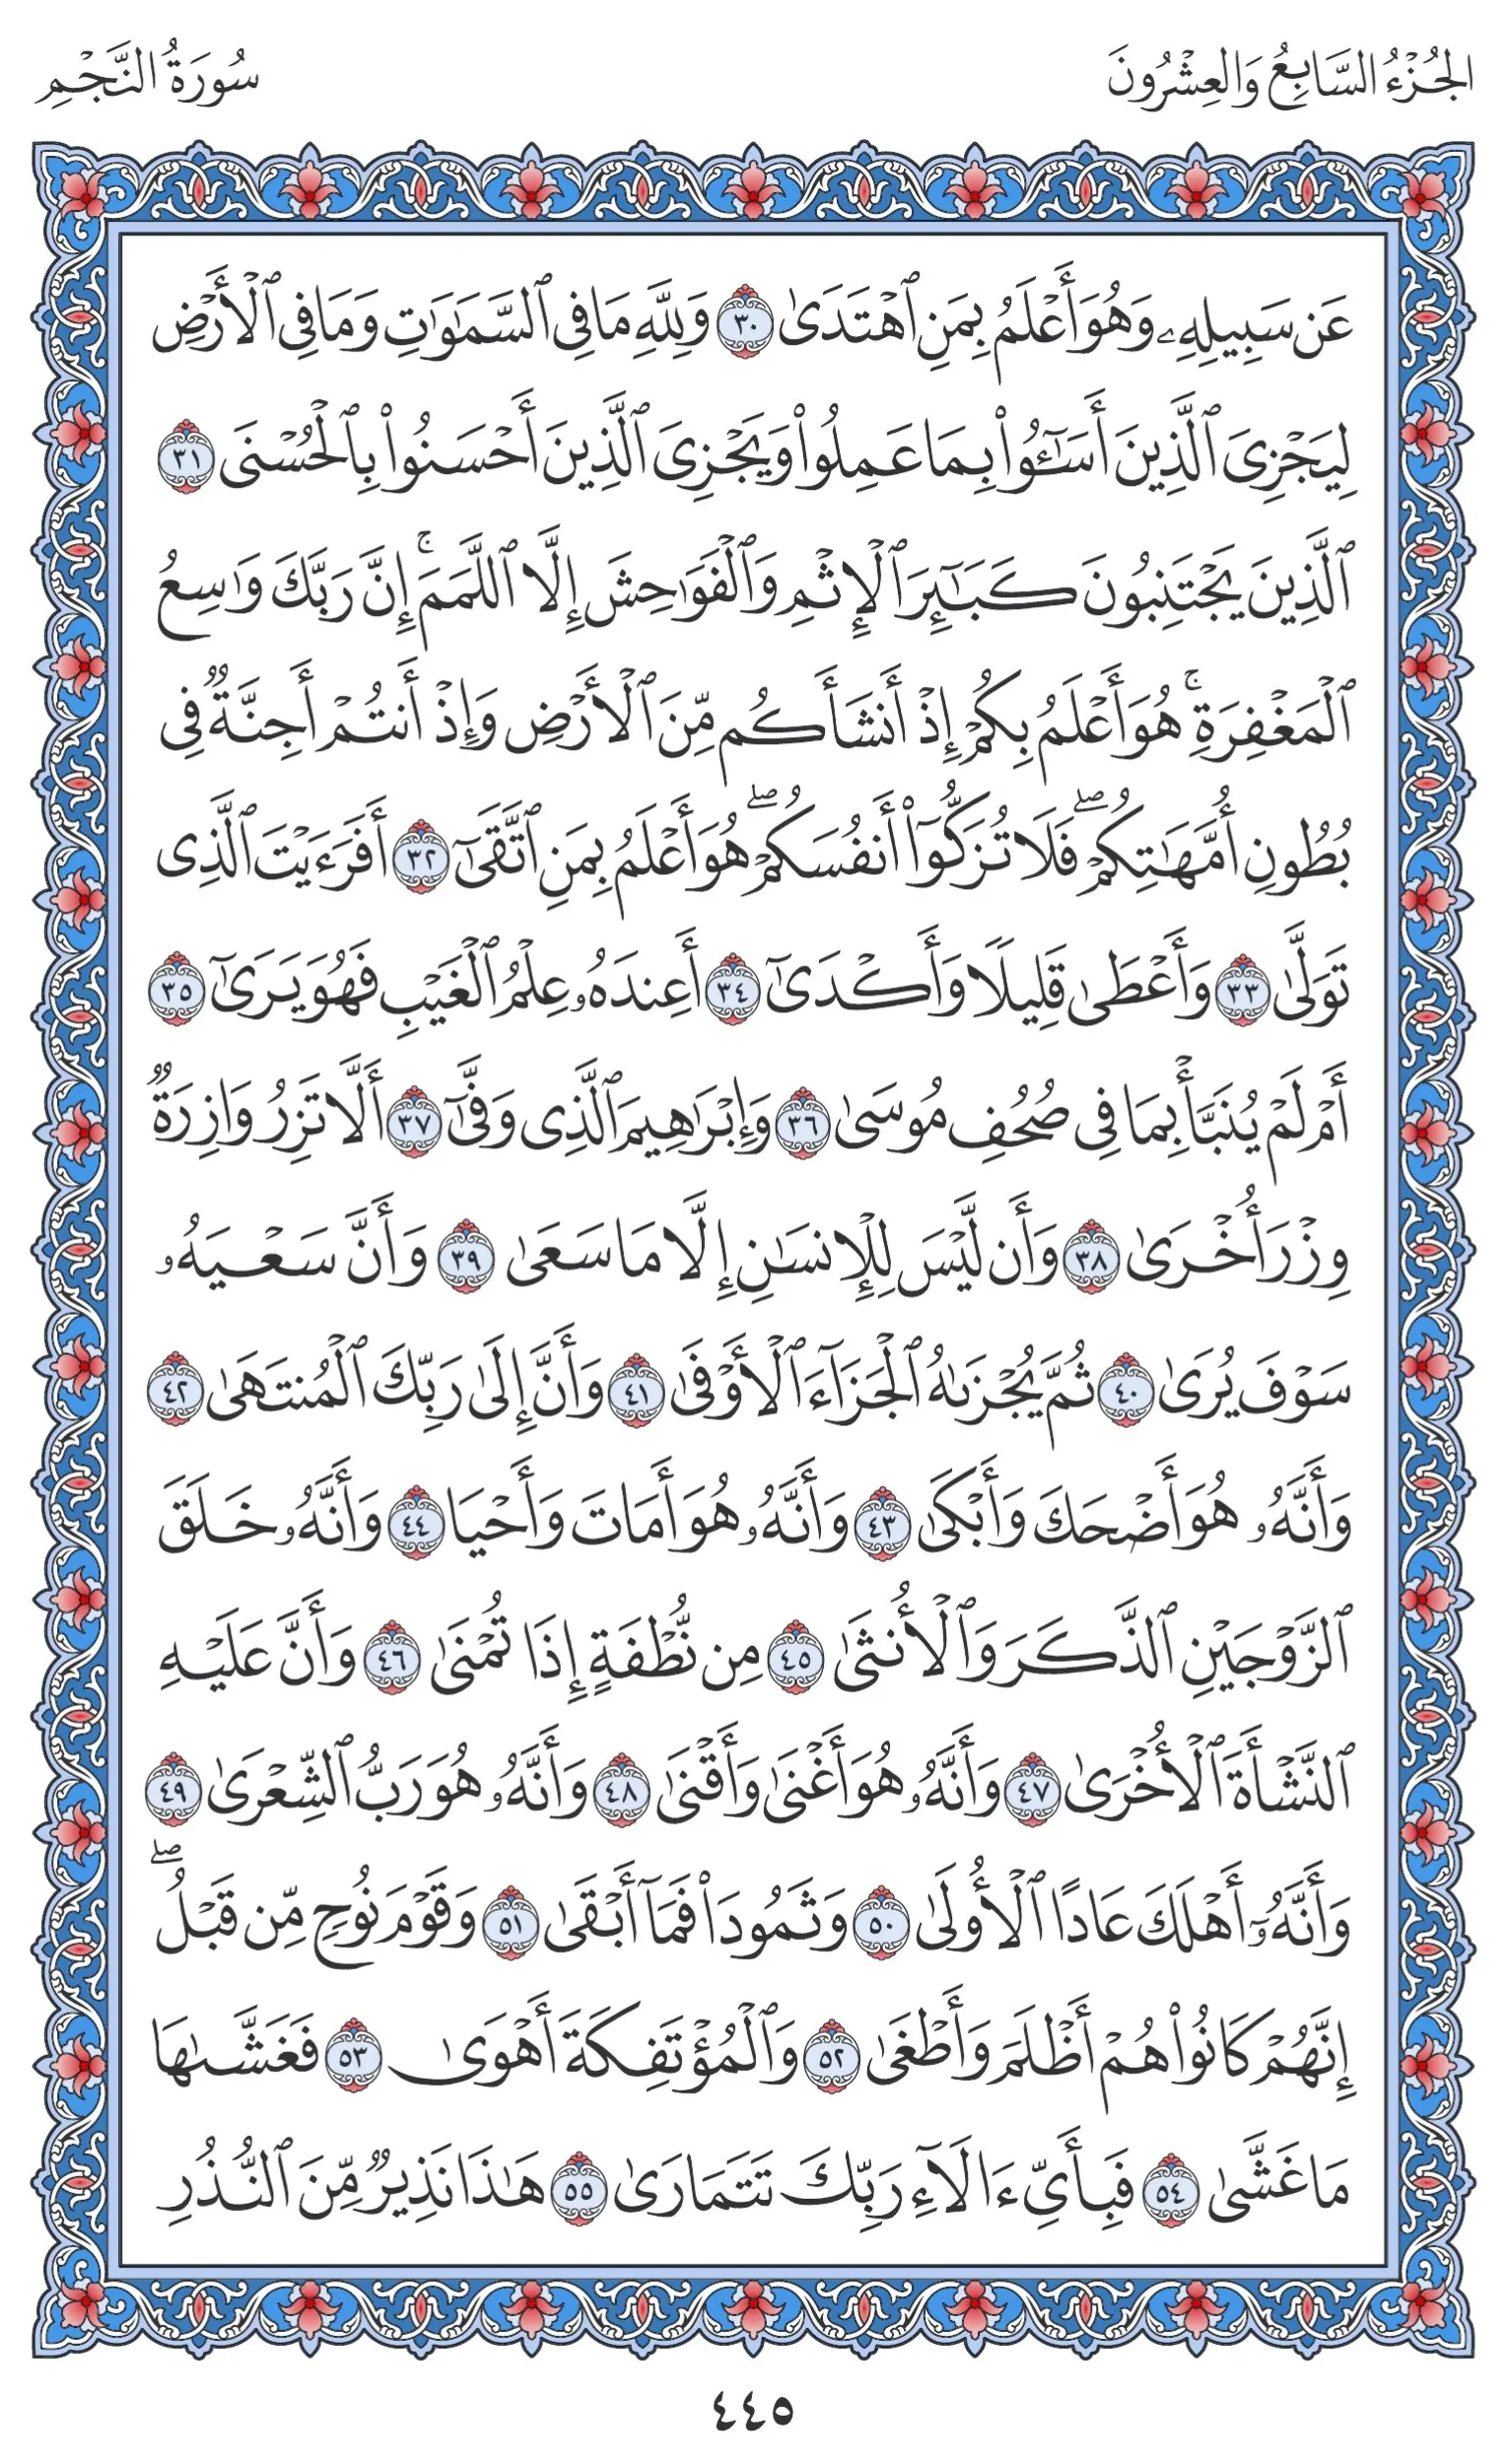 الجُزْءُ السَّابِعُ وَالعِشْرُونَ
سُورَةُ النَّجْمِ
عَن سَبِيلِهِۦ وَهُوَ أَعْلَمُ بِمَنِ ٱهْتَدَىٰ ٣٠ وَلِلَّهِ مَا فِى ٱلسَّمَٰوَٰتِ وَمَا فِى ٱلْأَرْضِ
لِيَجْزِىَ ٱلَّذِينَ أَسَٰٓـُٔوا۟ بِمَا عَمِلُوا۟ وَيَجْزِىَ ٱلَّذِينَ أَحْسَنُوا۟ بِٱلْحُسْنَى ٣١
ٱلَّذِينَ يَجْتَنِبُونَ كَبَٰٓئِرَ ٱلْإِثْمِ وَٱلْفَوَٰحِشَ إِلَّا ٱللَّمَمَ ۚ إِنَّ رَبَّكَ وَٰسِعُ
ٱلْمَغْفِرَةِ ۚ هُوَ أَعْلَمُ بِكُمْ إِذْ أَنشَأَكُم مِّنَ ٱلْأَرْضِ وَإِذْ أَنتُمْ أَجِنَّةٌ فِى
بُطُونِ أُمَّهَٰتِكُمْ ۖ فَلَا تُزَكُّوٓا۟ أَنفُسَكُمْ ۖ هُوَ أَعْلَمُ بِمَنِ ٱتَّقَىٰٓ ٣٢ أَفَرَءَيْتَ ٱلَّذِى
تَوَلَّىٰ ٣٣ وَأَعْطَىٰ قَلِيلًا وَأَكْدَىٰٓ ٣٤ أَعِندَهُۥ عِلْمُ ٱلْغَيْبِ فَهُوَ يَرَىٰٓ ٣٥
أَمْ لَمْ يُنَبَّأْ بِمَا فِى صُحُفِ مُوسَىٰ ٣٦ وَإِبْرَٰهِيمَ ٱلَّذِى وَفَّىٰٓ ٣٧ أَلَّا تَزِرُ وَازِرَةٌ
وِزْرَ أُخْرَىٰ ٣٨ وَأَن لَّيْسَ لِلْإِنسَٰنِ إِلَّا مَا سَعَىٰ ٣٩ وَأَنَّ سَعْيَهُۥ
سَوْفَ يُرَىٰ ٤٠ ثُمَّ يُجْزَىٰهُ ٱلْجَزَآءَ ٱلْأَوْفَىٰ ٤١ وَأَنَّ إِلَىٰ رَبِّكَ ٱلْمُنتَهَىٰ ٤٢
وَأَنَّهُۥ هُوَ أَضْحَكَ وَأَبْكَىٰ ٤٣ وَأَنَّهُۥ هُوَ أَمَاتَ وَأَحْيَا ٤٤ وَأَنَّهُۥ خَلَقَ
ٱلزَّوْجَيْنِ ٱلذَّكَرَ وَٱلْأُنثَىٰ ٤٥ مِن نُّطْفَةٍ إِذَا تُمْنَىٰ ٤٦ وَأَنَّ عَلَيْهِ
ٱلنَّشْأَةَ ٱلْأُخْرَىٰ ٤٧ وَأَنَّهُۥ هُوَ أَغْنَىٰ وَأَقْنَىٰ ٤٨ وَأَنَّهُۥ هُوَ رَبُّ ٱلشِّعْرَىٰ ٤٩
وَأَنَّهُۥٓ أَهْلَكَ عَادًا ٱلْأُولَىٰ ٥٠ وَثَمُودَا۟ فَمَآ أَبْقَىٰ ٥١ وَقَوْمَ نُوحٍ مِّن قَبْلُ ۖ
إِنَّهُمْ كَانُوا۟ هُمْ أَظْلَمَ وَأَطْغَىٰ ٥٢ وَٱلْمُؤْتَفِكَةَ أَهْوَىٰ ٥٣ فَغَشَّىٰهَا
مَا غَشَّىٰ ٥٤ فَبِأَىِّ ءَالَآءِ رَبِّكَ تَتَمَارَىٰ ٥٥ هَٰذَا نَذِيرٌ مِّنَ ٱلنُّذُرِ
٤٤٥